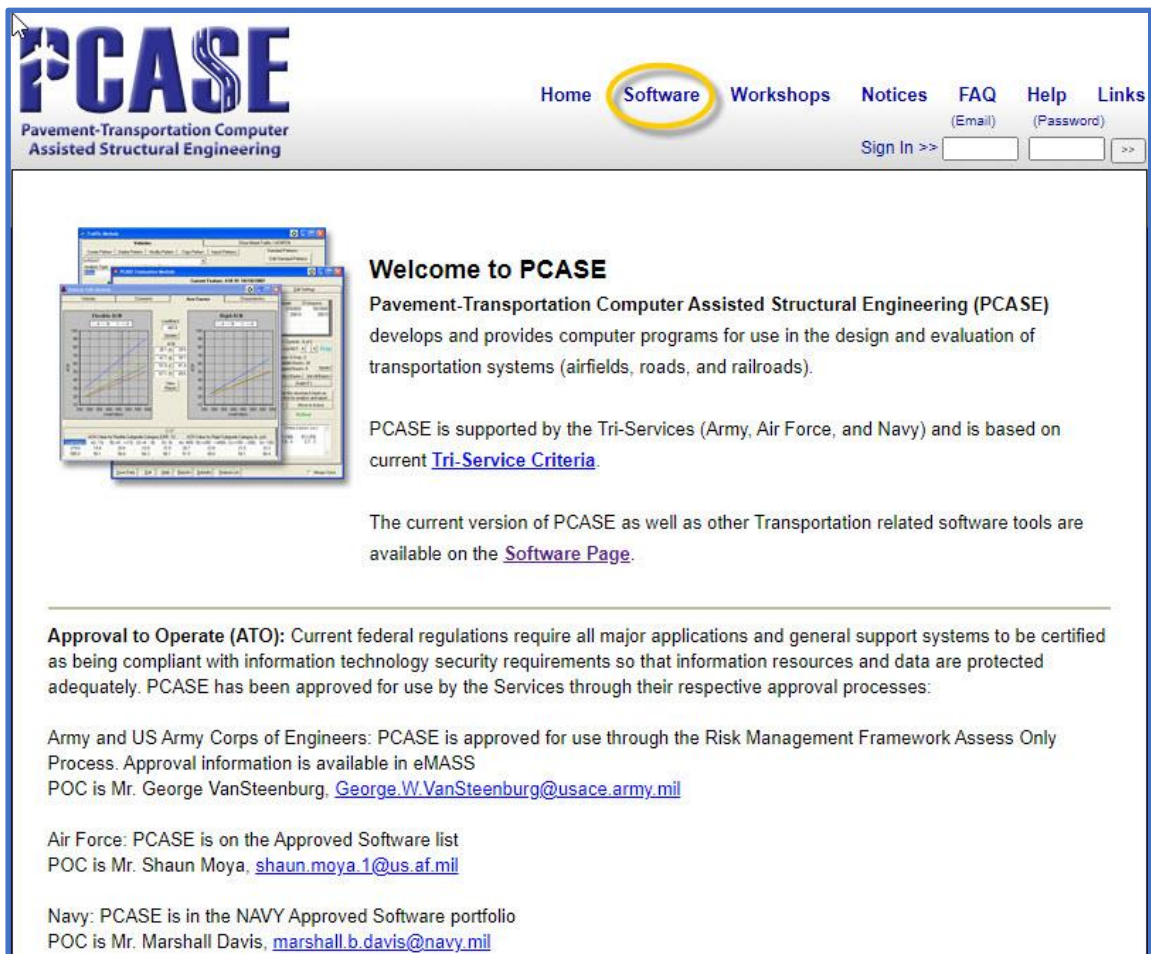 PCASE
Pavement-Transportation Computer
Assisted Structural Engineering
Home Software Workshops Notices FAQ Help Links
(Email) (Password)
Sign In >> >>
Welcome to PCASE
Pavement-Transportation Computer Assisted Structural Engineering (PCASE)
develops and provides computer programs for use in the design and evaluation of
transportation systems (airfields, roads, and railroads).
PCASE is supported by the Tri-Services (Army, Air Force, and Navy) and is based on
current Tri-Service Criteria.
The current version of PCASE as well as other Transportation related software tools are
available on the Software Page.
Approval to Operate (ATO): Current federal regulations require all major applications and general support systems to be certified
as being compliant with information technology security requirements so that information resources and data are protected
adequately. PCASE has been approved for use by the Services through their respective approval processes:
Army and US Army Corps of Engineers: PCASE is approved for use through the Risk Management Framework Assess Only
Process. Approval information is available in eMASS
POC is Mr. George VanSteenburg, George.W.VanSteenburg@usace.army.mil
Air Force: PCASE is on the Approved Software list
POC is Mr. Shaun Moya, shaun.moya.1@us.af.mil
Navy: PCASE is in the NAVY Approved Software portfolio
POC is Mr. Marshall Davis, marshall.b.davis@navy.mil